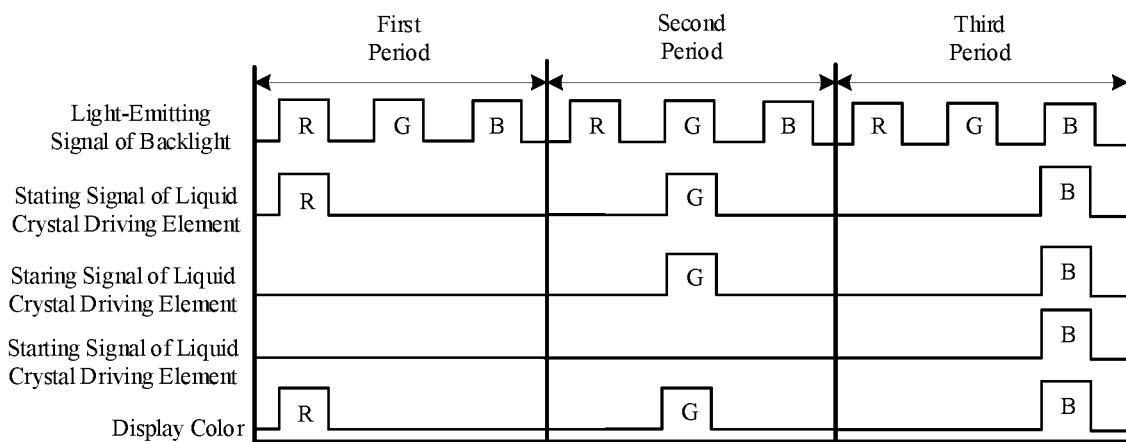 First
Period
Second
Period
Third
Period
Light-Emitting
Signal of Backlight
R G B R G B R G B
Stating Signal of Liquid
Crystal Driving Element
R G B
Staring Signal of Liquid
Crystal Driving Element
G B
Starting Signal of Liquid
Crystal Driving Element
B
Display Color
R G B